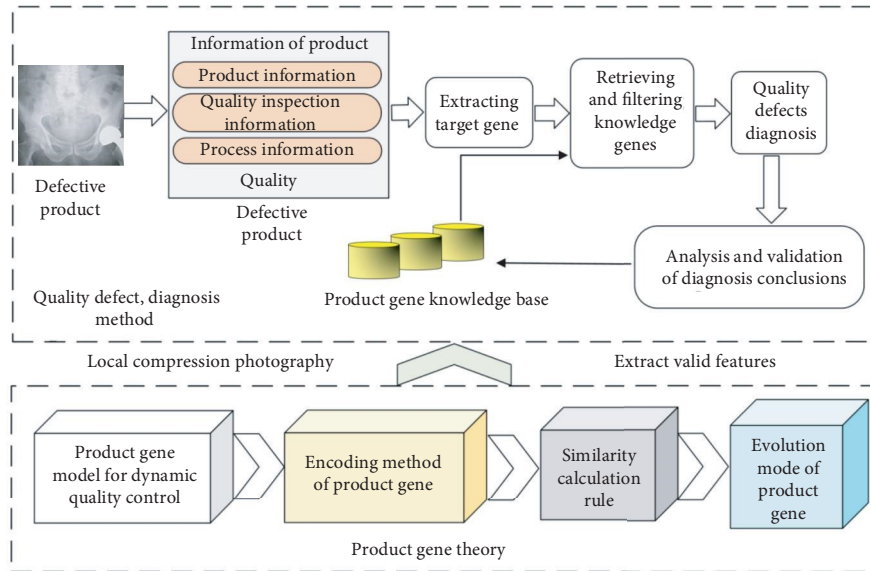 Information of product
Product information
Quality inspection
information
Process information
Quality
Defective
product
Defective
product
Extracting
target gene
Retrieving
and filtering
knowledge
genes
Quality
defects
diagnosis
Analysis and validation
of diagnosis conclusions
Product gene knowledge base
Quality defect, diagnosis
method
Local compression photography
Extract valid features
Product gene
model for dynamic
quality control
Encoding method
of product gene
Similarity
calculation
rule
Evolution
mode of
product
gene
Product gene theory